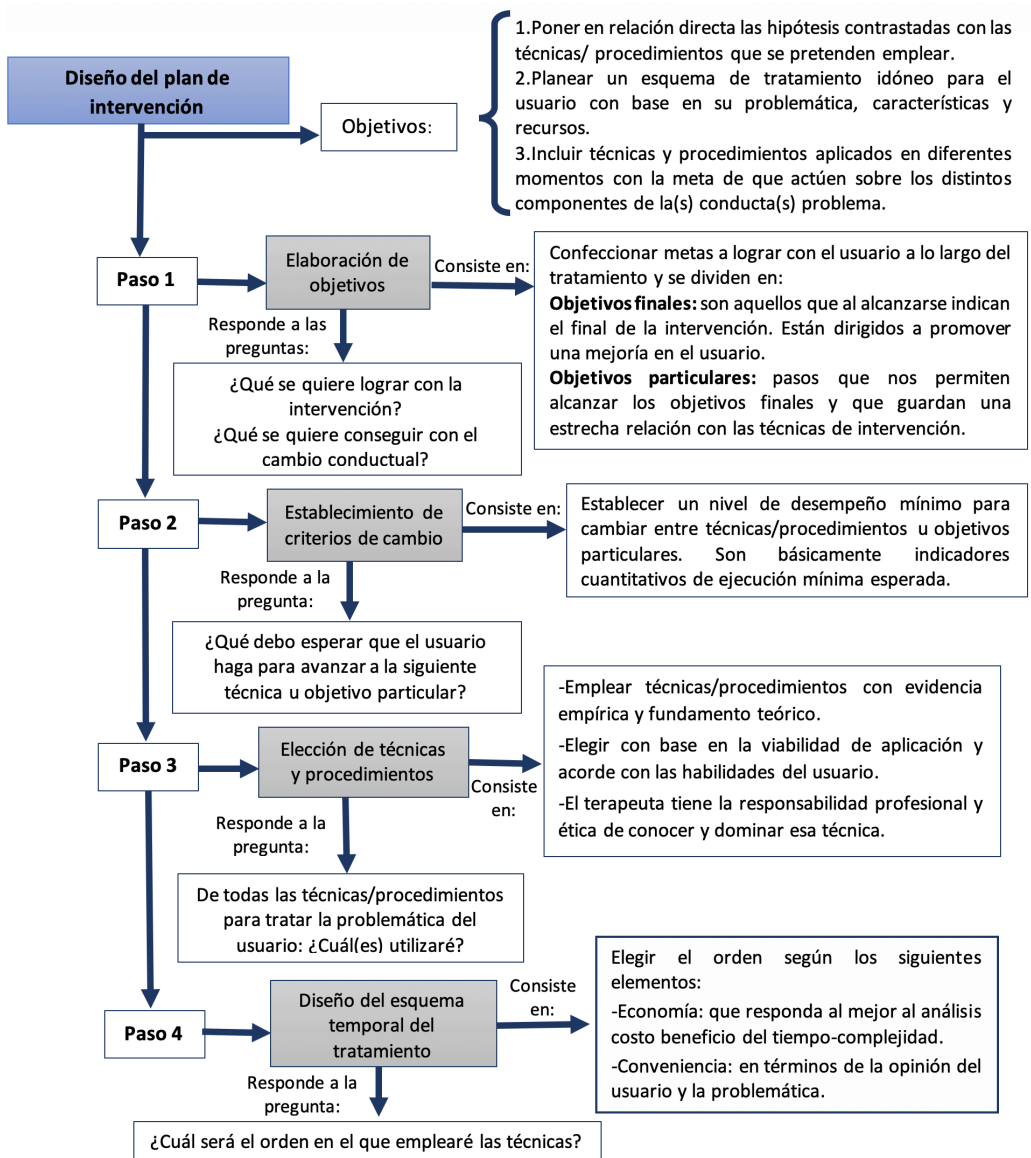 Diseño del plan de
intervención
Objetivos:
1.Poner en relación directa las hipótesis contrastadas con las
técnicas/ procedimientos que se pretenden emplear.
2.Planear un esquema de tratamiento idóneo para el
usuario con base en su problemática, características y
recursos.
3.Incluir técnicas y procedimientos aplicados en diferentes
momentos con la meta de que actúen sobre los distintos
componentes de la(s) conducta(s) problema.
Paso 1
Elaboración de
objetivos
Consiste en:
Confeccionar metas a lograr con el usuario a lo largo del
tratamiento y se dividen en:
Objetivos finales: son aquellos que al alcanzarse indican
el final de la intervención. Están dirigidos a promover
una mejoría en el usuario.
Objetivos particulares: pasos que nos permiten
alcanzar los objetivos finales y que guardan una
estrecha relación con las técnicas de intervención.
Responde a las
preguntas:
¿Qué se quiere lograr con la
intervención?
¿Qué se quiere conseguir con el
cambio conductual?
Paso 2
Establecimiento de
criterios de cambio
Consiste en:
Establecer un nivel de desempeño mínimo para
cambiar entre técnicas/procedimientos u objetivos
particulares. Son básicamente indicadores
cuantitativos de ejecución mínima esperada.
Responde a la
pregunta:
¿Qué debo esperar que el usuario
haga para avanzar a la siguiente
técnica u objetivo particular?
Paso 3
Elección de técnicas
y procedimientos
Consiste
en:
-Emplear técnicas/procedimientos con evidencia
empírica y fundamento teórico.
-Elegir con base en la viabilidad de aplicación y
acorde con las habilidades del usuario.
-El terapeuta tiene la responsabilidad profesional y
ética de conocer y dominar esa técnica.
Responde a la
pregunta:
De todas las técnicas/procedimientos
para tratar la problemática del
usuario: ¿Cuál(es) utilizaré?
Paso 4
Diseño del esquema
temporal del
tratamiento
Consiste
en:
Elegir el orden según los siguientes
elementos:
-Economía: que responda al mejor al análisis
costo beneficio del tiempo-complejidad.
-Conveniencia: en términos de la opinión del
usuario y la problemática.
Responde a la
pregunta:
¿Cuál será el orden en el que emplearé las técnicas?